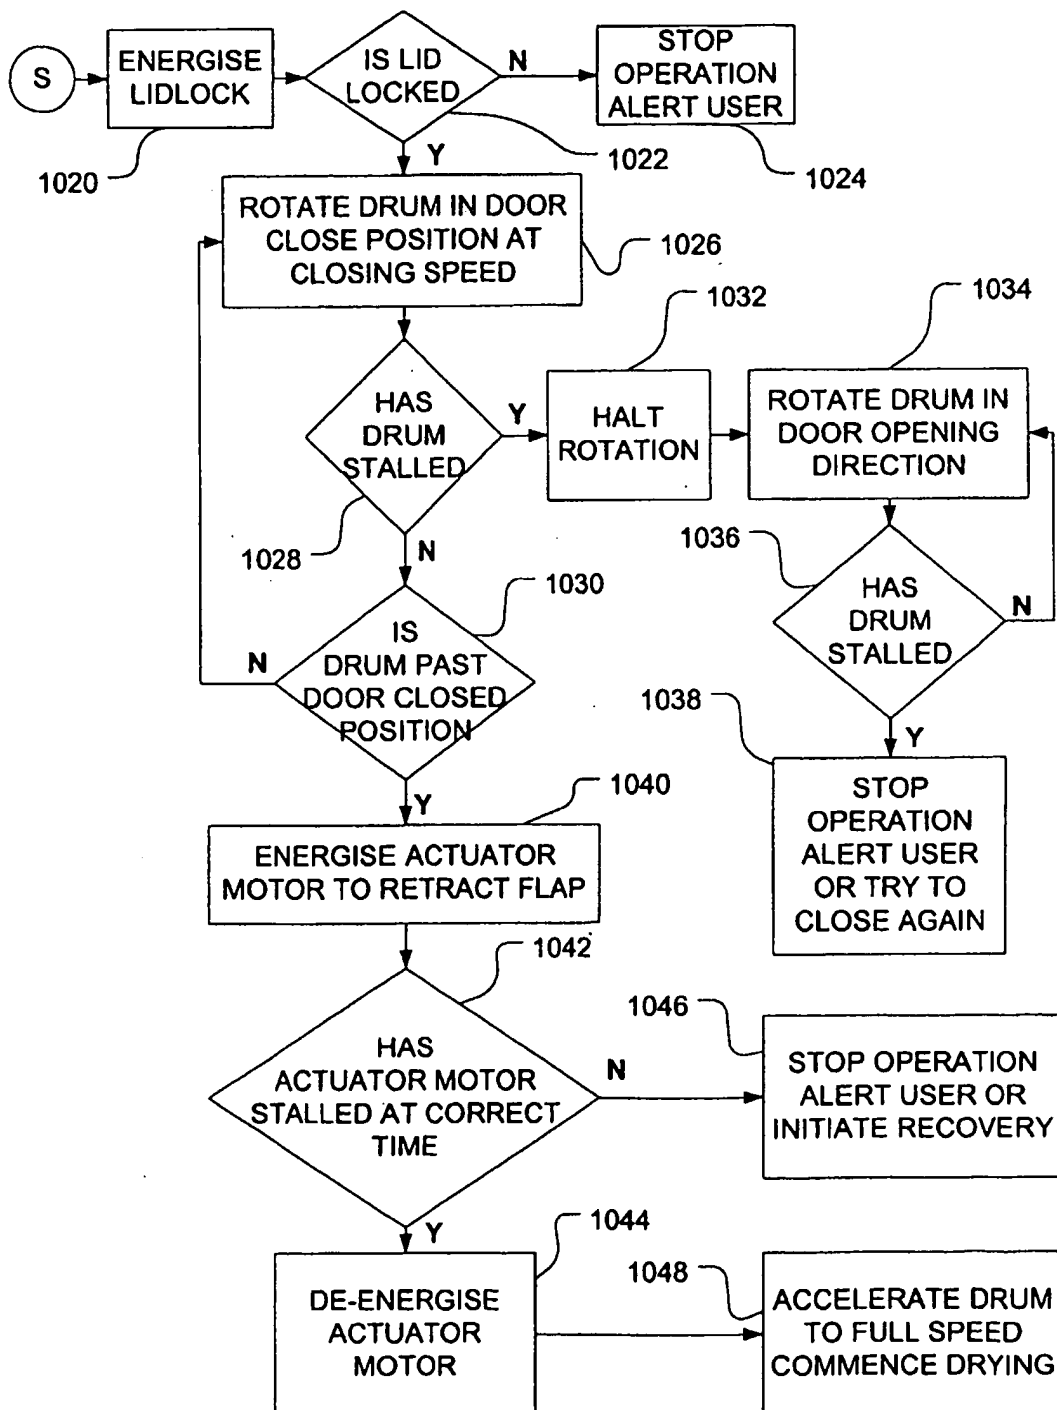 S
ENERGISE
LIDLOCK
1020
IS LID
LOCKED
N
Y
1022
STOP
OPERATION
ALERT USER
1024
ROTATE DRUM IN DOOR
CLOSE POSITION AT
CLOSING SPEED
1026
HAS
DRUM
STALLED
Y
N
1028
HALT
ROTATION
1032
ROTATE DRUM IN
DOOR OPENING
DIRECTION
1034
HAS
DRUM
STALLED
N
Y
1036
STOP
OPERATION
ALERT USER
OR TRY TO
CLOSE AGAIN
1038
IS
DRUM PAST
DOOR CLOSED
POSITION
N
Y
1030
ENERGISE ACTUATOR
MOTOR TO RETRACT FLAP
1040
HAS
ACTUATOR MOTOR
STALLED AT CORRECT
TIME
N
Y
1042
STOP OPERATION
ALERT USER OR
INITIATE RECOVERY
1046
DE-ENERGISE
ACTUATOR
MOTOR
1044
ACCELERATE DRUM
TO FULL SPEED
COMMENCE DRYING
1048